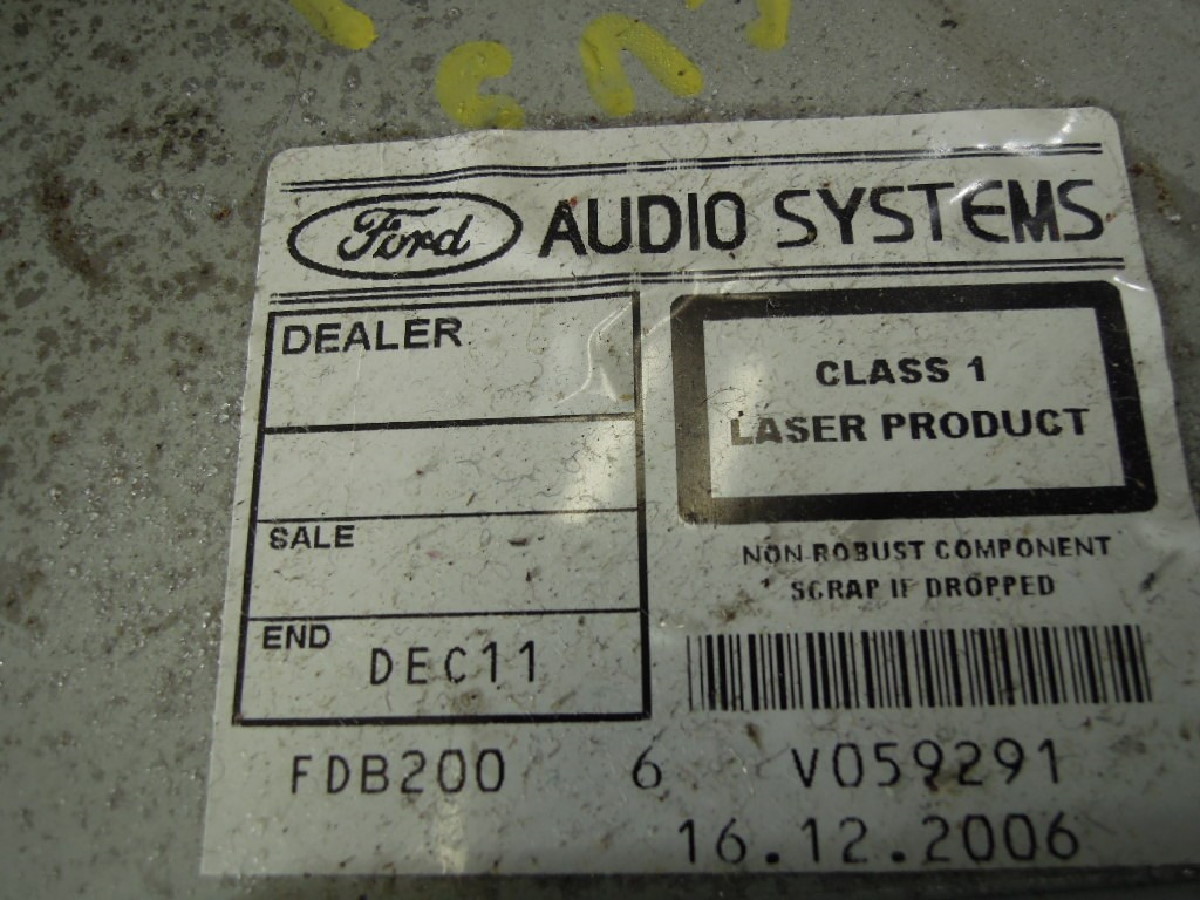 Ford AUDIO SYSTEMS
DEALER
CLASS 1
LASER PRODUCT
SALE
NON ROBUST COMPONENT
SCRAP IF DROPPED
END DEC11
FDB200 6 V059291
16.12.2006